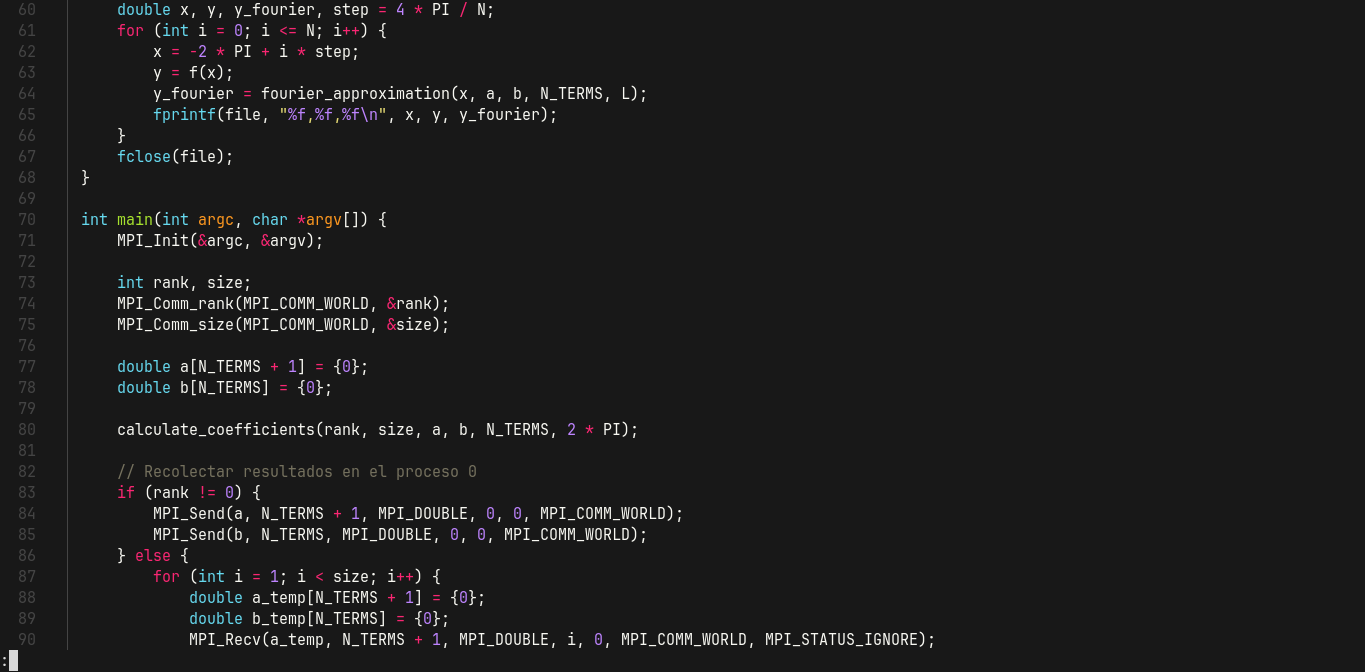 60 double x, y, y_fourier, step = 4 * PI / N;
61 for (int i = 0; i <= N; i++) {
62 x = -2 * PI + i * step;
63 y = f(x);
64 y_fourier = fourier_approximation(x, a, b, N_TERMS, L);
65 fprintf(file, "%f,%f,%f\n", x, y, y_fourier);
66 }
67 fclose(file);
68 }
69
70 int main(int argc, char *argv[]) {
71 MPI_Init(&argc, &argv);
72
73 int rank, size;
74 MPI_Comm_rank(MPI_COMM_WORLD, &rank);
75 MPI_Comm_size(MPI_COMM_WORLD, &size);
76
77 double a[N_TERMS + 1] = {0};
78 double b[N_TERMS] = {0};
79
80 calculate_coefficients(rank, size, a, b, N_TERMS, 2 * PI);
81
82 // Recolectar resultados en el proceso 0
83 if (rank != 0) {
84 MPI_Send(a, N_TERMS + 1, MPI_DOUBLE, 0, 0, MPI_COMM_WORLD);
85 MPI_Send(b, N_TERMS, MPI_DOUBLE, 0, 0, MPI_COMM_WORLD);
86 } else {
87 for (int i = 1; i < size; i++) {
88 double a_temp[N_TERMS + 1] = {0};
89 double b_temp[N_TERMS] = {0};
90 MPI_Recv(a_temp, N_TERMS + 1, MPI_DOUBLE, i, 0, MPI_COMM_WORLD, MPI_STATUS_IGNORE);
: